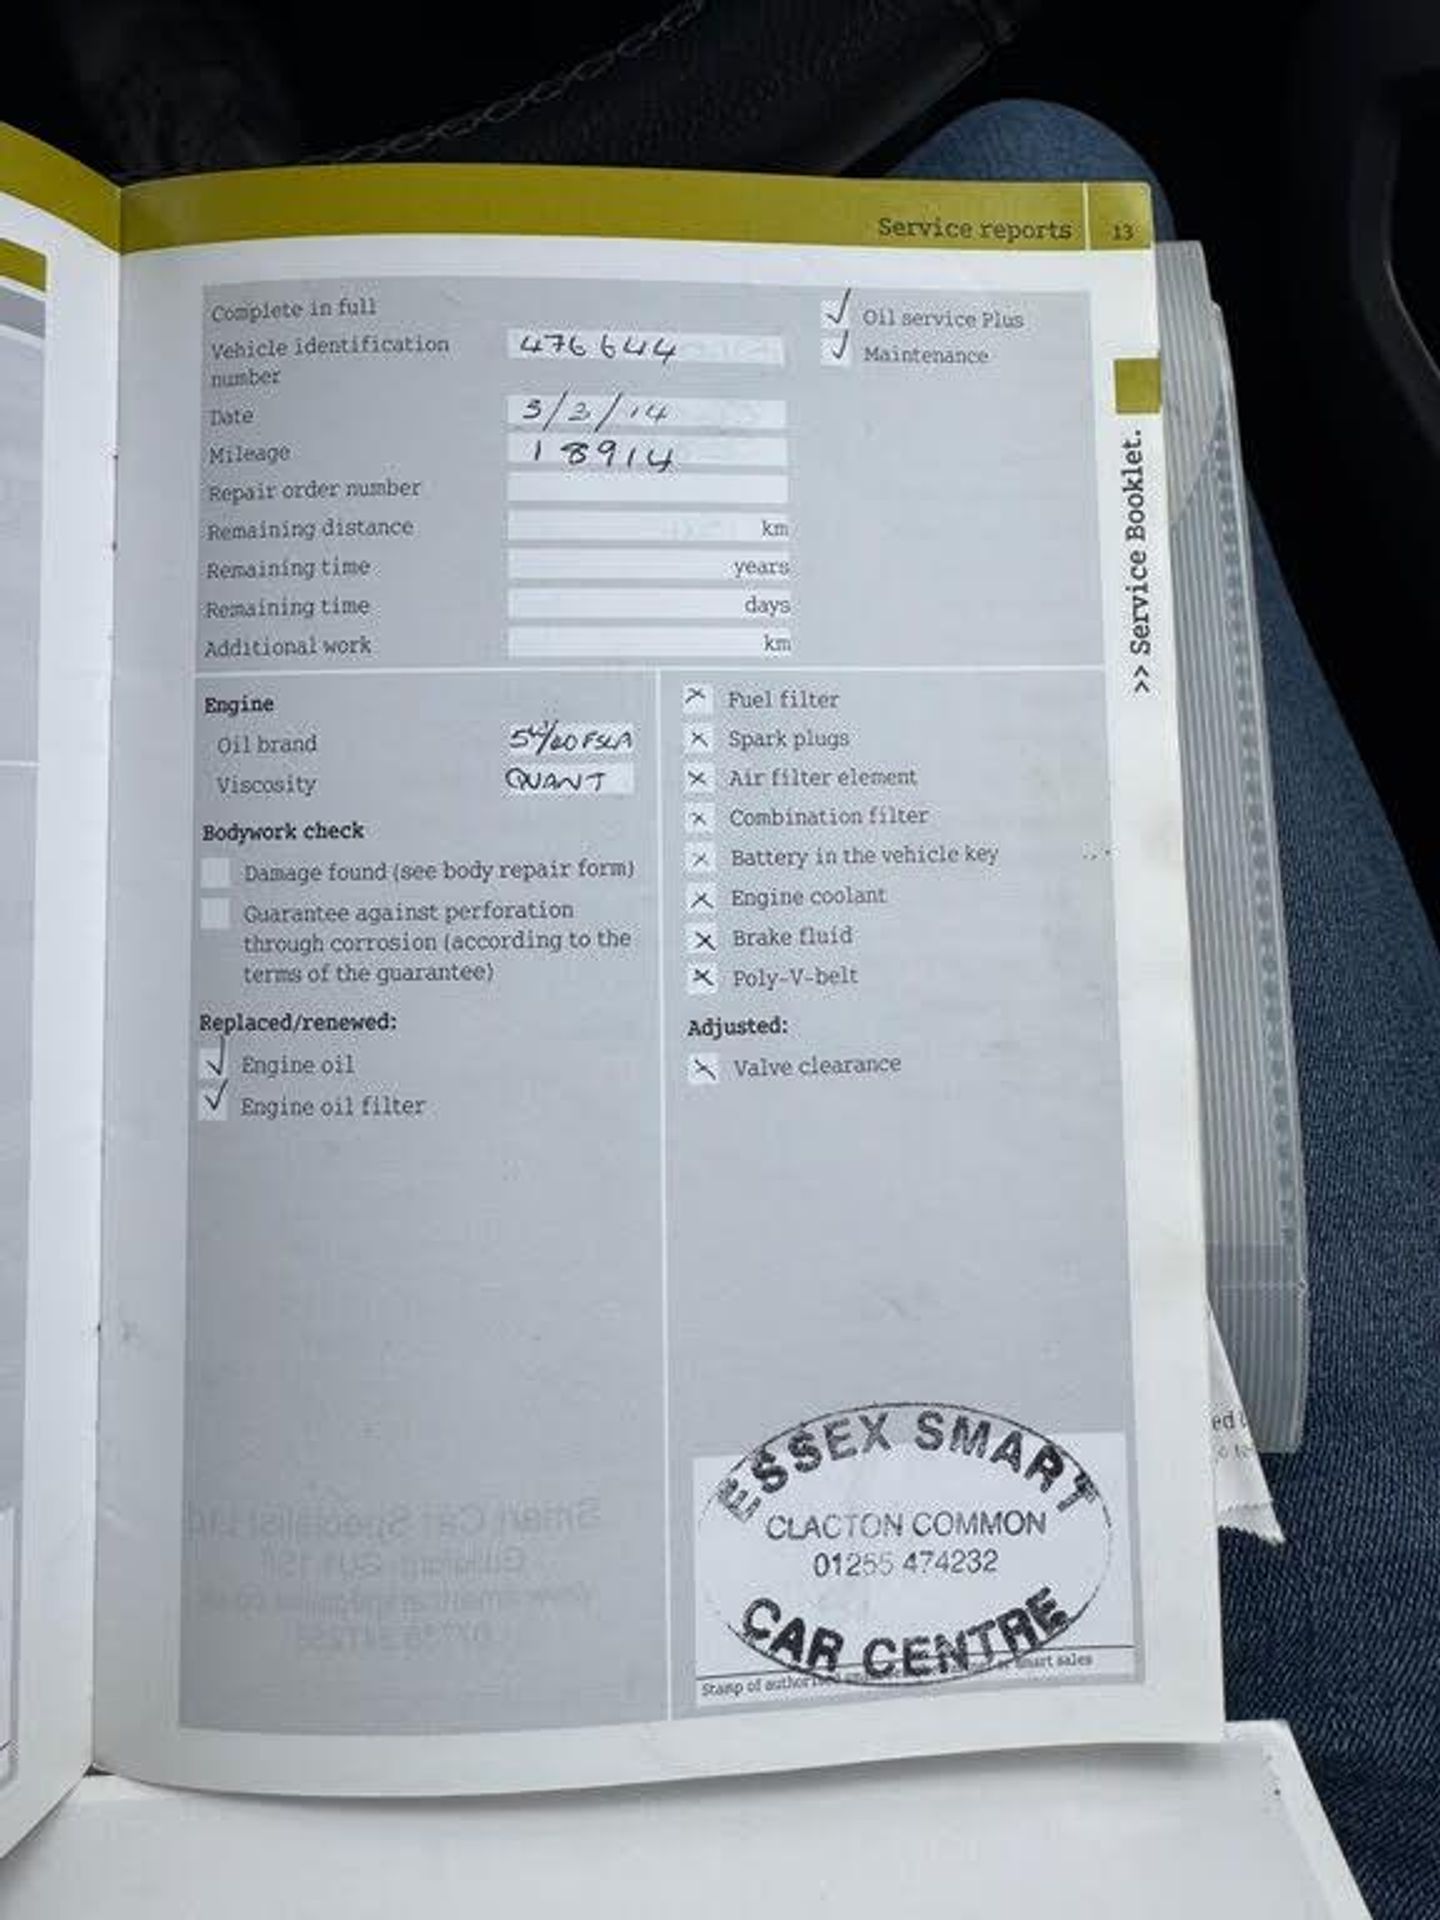 Service reports 13
Complete in full
Vehicle identification number 476644
Date 3/3/14
Mileage 18914
Repair order number
Remaining distance km
Remaining time years
Remaining time days
Additional work km
✓ Oil service Plus
✓ Maintenance
Engine
Oil brand
Viscosity QUANT
Bodywork check
Damage found (see body repair form)
Guarantee against perforation
through corrosion (according to the
terms of the guarantee)
Replaced/renewed:
✓ Engine oil
✓ Engine oil filter
x Fuel filter
x Spark plugs
x Air filter element
x Combination filter
x Battery in the vehicle key
x Engine coolant
x Brake fluid
x Poly-V-belt
Adjusted:
x Valve clearance
ESSEX SMART
CLACTON COMMON
01255 474232
CAR CENTRE
Stamp of smart sales
>> Service Booklet.